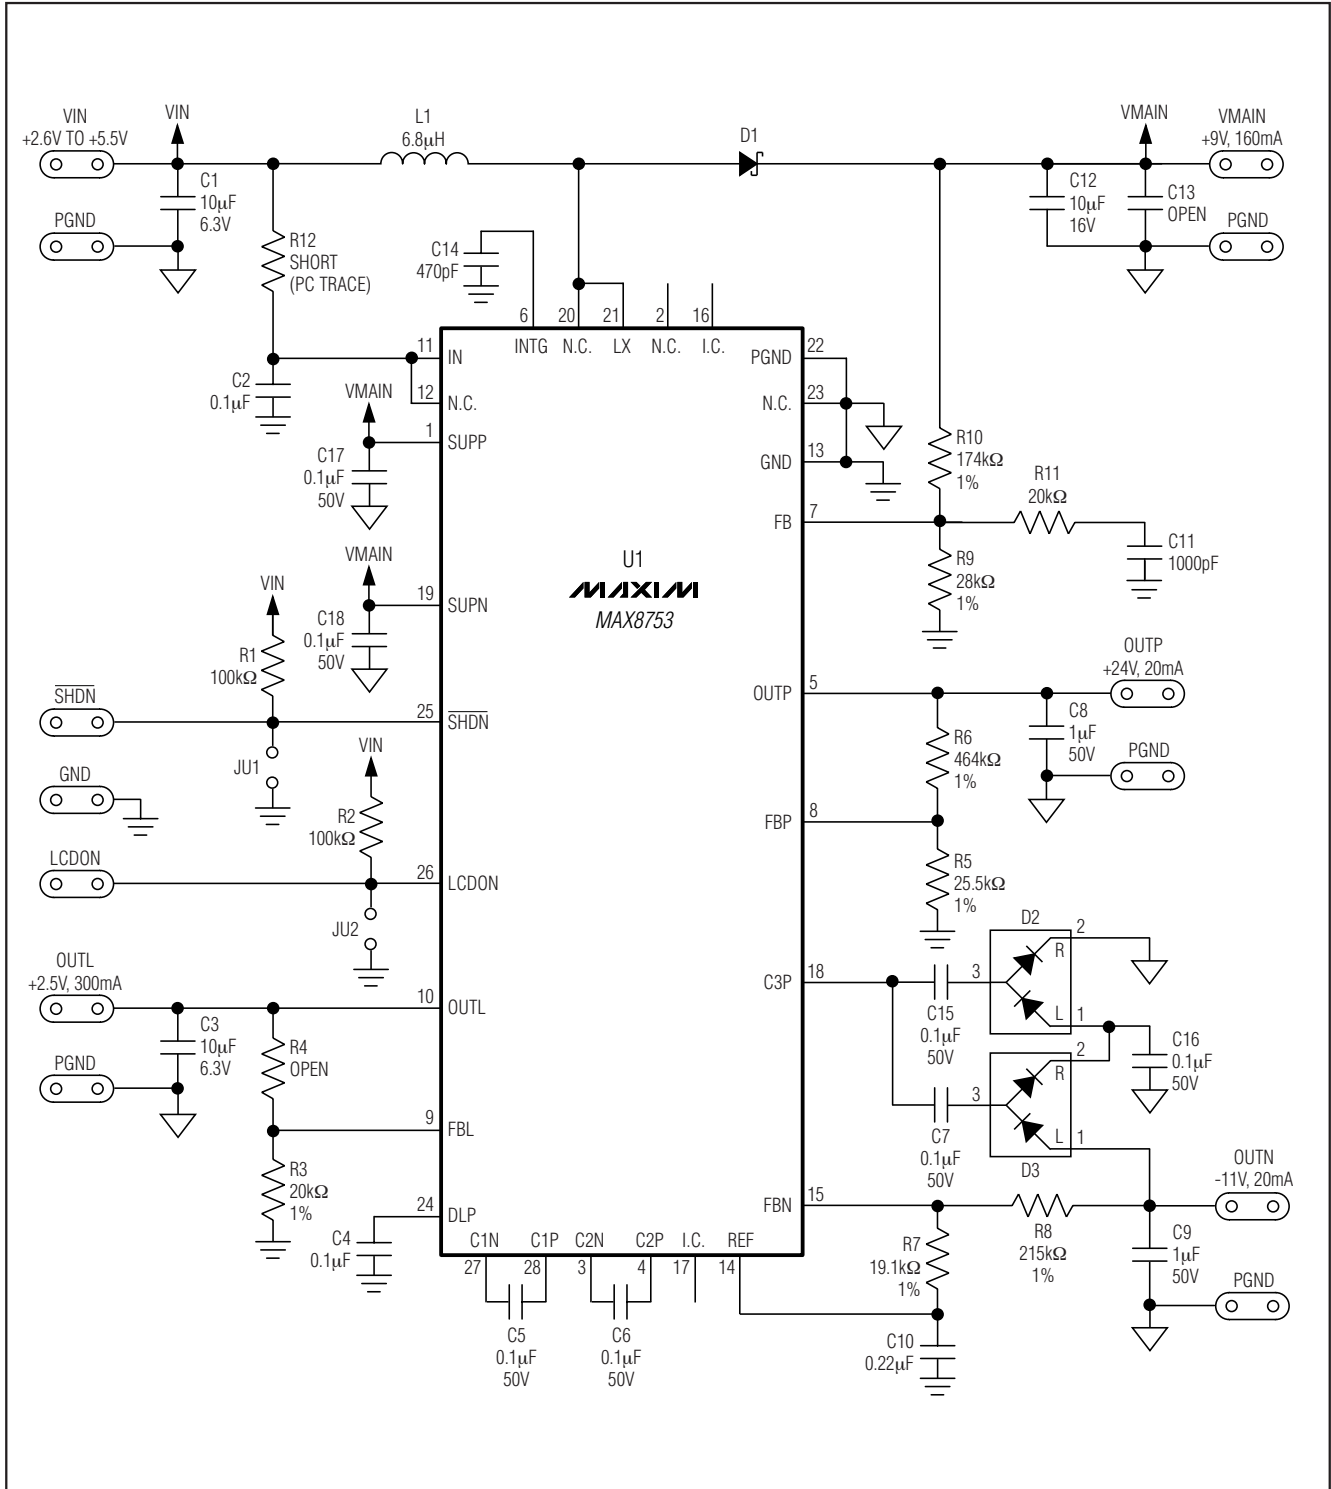 VIN
+2.6V TO +5.5V
VIN
L1
6.8µH
D1
VMAIN
VMAIN
+9V, 160mA
C1
10µF
6.3V
C12
10µF
16V
C13
OPEN
PGND
PGND
R12
SHORT
(PC TRACE)
C14
470pF
6
20
21
2
16
INTG
N.C.
LX
N.C.
I.C.
11
IN
PGND
22
C2
0.1µF
12
N.C.
N.C.
23
VMAIN
1
SUPP
C17
0.1µF
50V
GND
13
R10
174kΩ
1%
R11
20kΩ
FB
7
C11
1000pF
R9
28kΩ
1%
U1
MAXIM
MAX8753
VMAIN
19
SUPN
C18
0.1µF
50V
VIN
R1
100kΩ
SHDN
25
SHDN
JU1
GND
OUTP
+24V, 20mA
OUTP
5
C8
1µF
50V
R6
464kΩ
1%
PGND
VIN
R2
100kΩ
FBP
8
LCDON
26
LCDON
JU2
R5
25.5kΩ
1%
D2
2
R
OUTL
+2.5V, 300mA
10
OUTL
C3P
18
3
L
1
C15
0.1µF
50V
C3
10µF
6.3V
R4
OPEN
PGND
2
R
C16
0.1µF
50V
3
9
FBL
C7
0.1µF
50V
L
1
D3
R3
20kΩ
1%
OUTN
-11V, 20mA
24
DLP
FBN
15
R8
215kΩ
1%
C4
0.1µF
R7
19.1kΩ
1%
C9
1µF
50V
PGND
C1N
C1P
C2N
C2P
I.C.
REF
27
28
3
4
17
14
C5
0.1µF
50V
C6
0.1µF
50V
C10
0.22µF